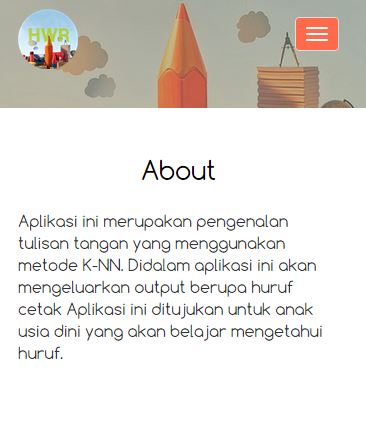 HWR
About
Aplikasi ini merupakan pengenalan
tulisan tangan yang menggunakan
metode K-NN. Didalam aplikasi ini akan
mengeluarkan output berupa huruf
cetak Aplikasi ini ditujukan untuk anak
usia dini yang akan belajar mengetahui
huruf.